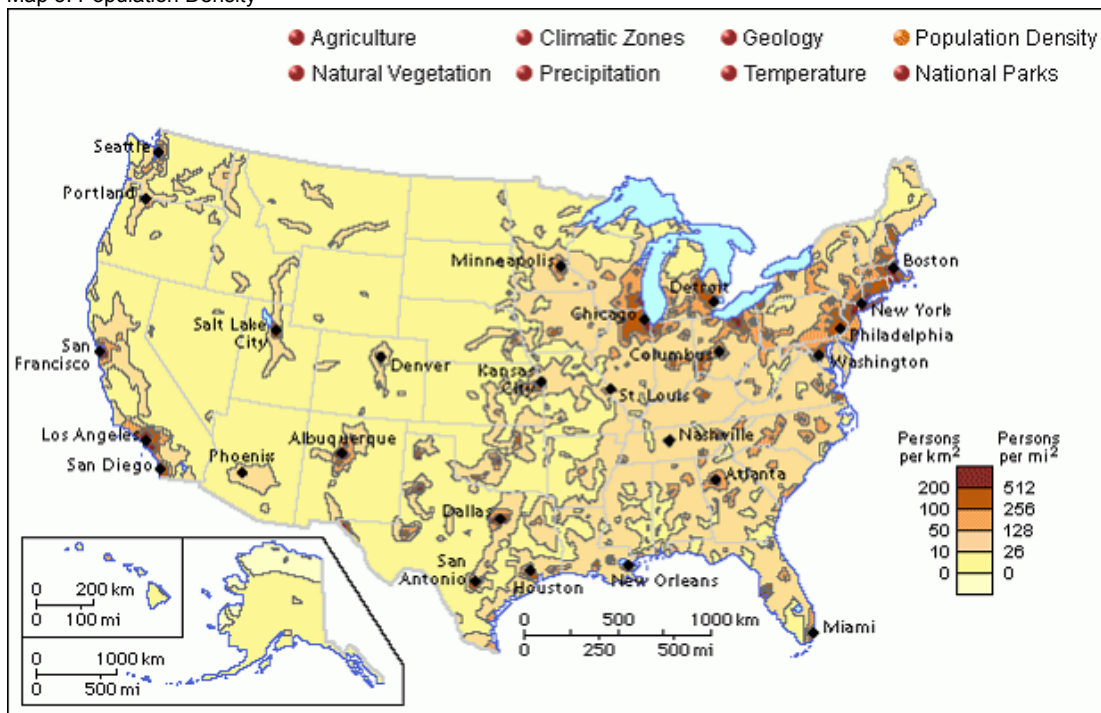 Map Population Density
Agriculture
Climatic Zones
Geology
Population Density
Natural Vegetation
Precipitation
Temperature
National Parks
Seattle
Portland
Minneapolis
Boston
Detroit
New York
Chicago
Salt Lake
City
Philadelphia
San
Francisco
Denver
Columbus
Washington
Kansas
City
St. Louis
Los Angeles
Albuquerque
Nashville
San Diego
Phoenix
Atlanta
Dallas
San
Antonio
Houston
New Orleans
Miami
Persons
per km2
Persons
per mi2
200 512
100 256
50 128
10 26
0 0
0 200 km
0 100 mi
0 1000 km
0 500 mi
0 500 1000 km
0 250 500 mi